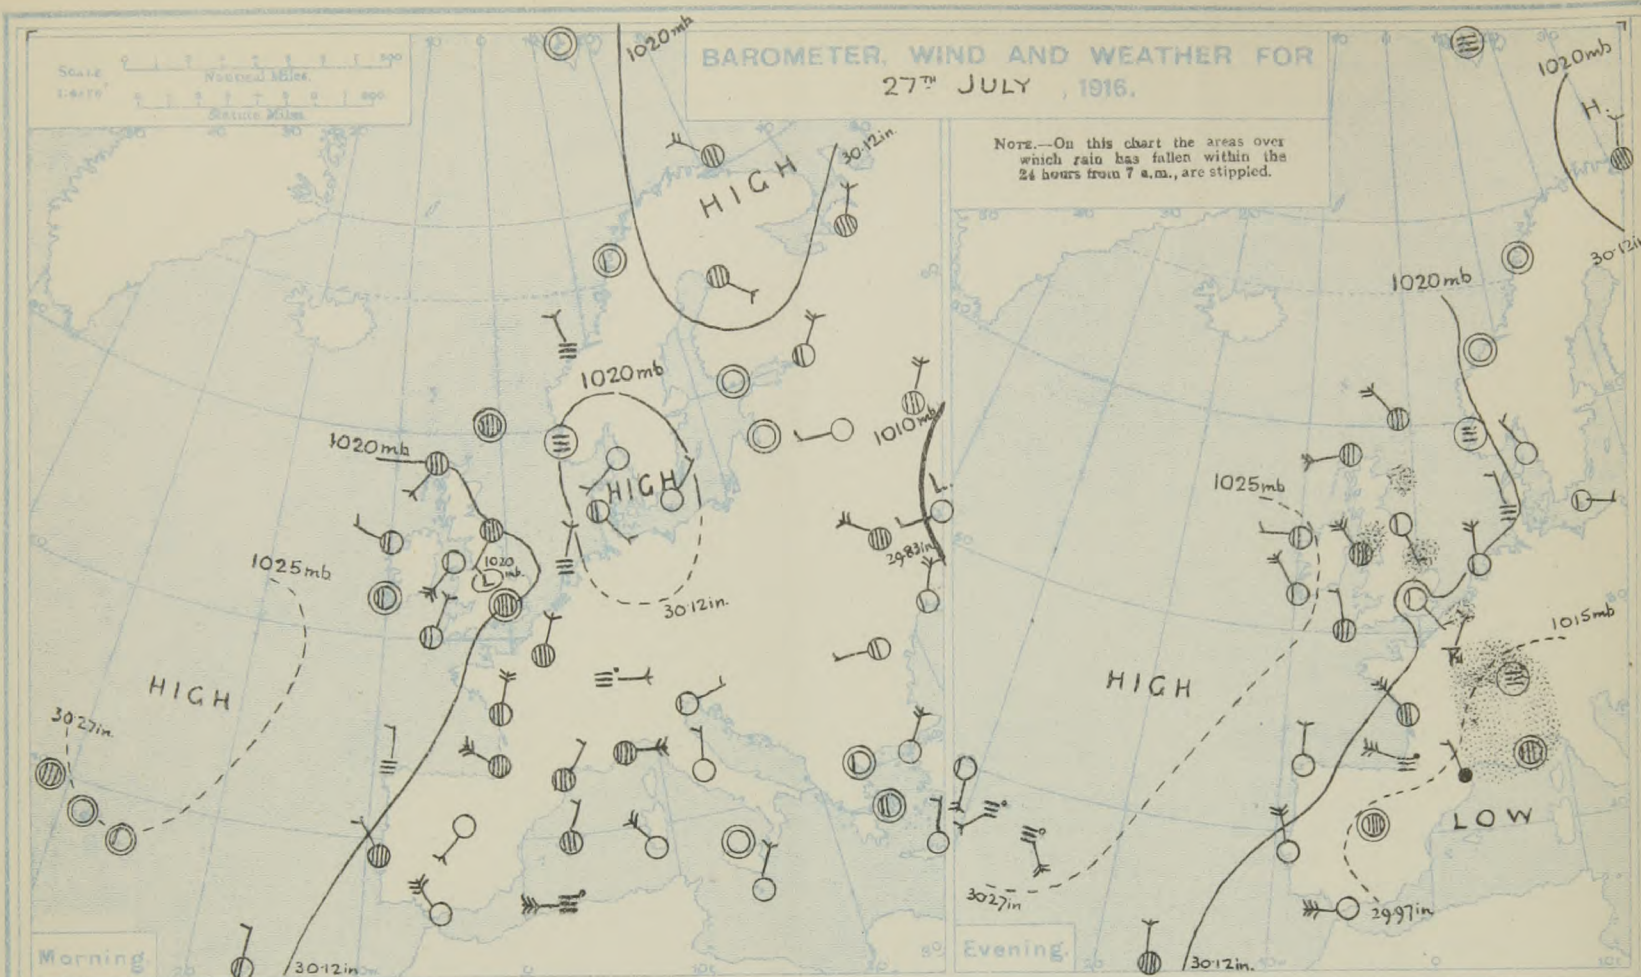 BAROMETER, WIND AND WEATHER FOR
27TH JULY , 1916.
NOTE.—On this chart the areas over
which rain has fallen within the
24 hours from 7 a.m., are stippled.
Nautical Miles.
Statute Miles.
1020mb
30·12in.
HIGH
1020mb
HIGH
1020mb
1010mb
29·83in
L
1020
mb.
L
1025mb
30·12in.
HIGH
30·27in.
30·12in
Morning
1020mb
H.
30·12in
1020mb
1025mb
1015mb
HIGH
LOW
30·27in
29·97in
30·12in.
Evening.